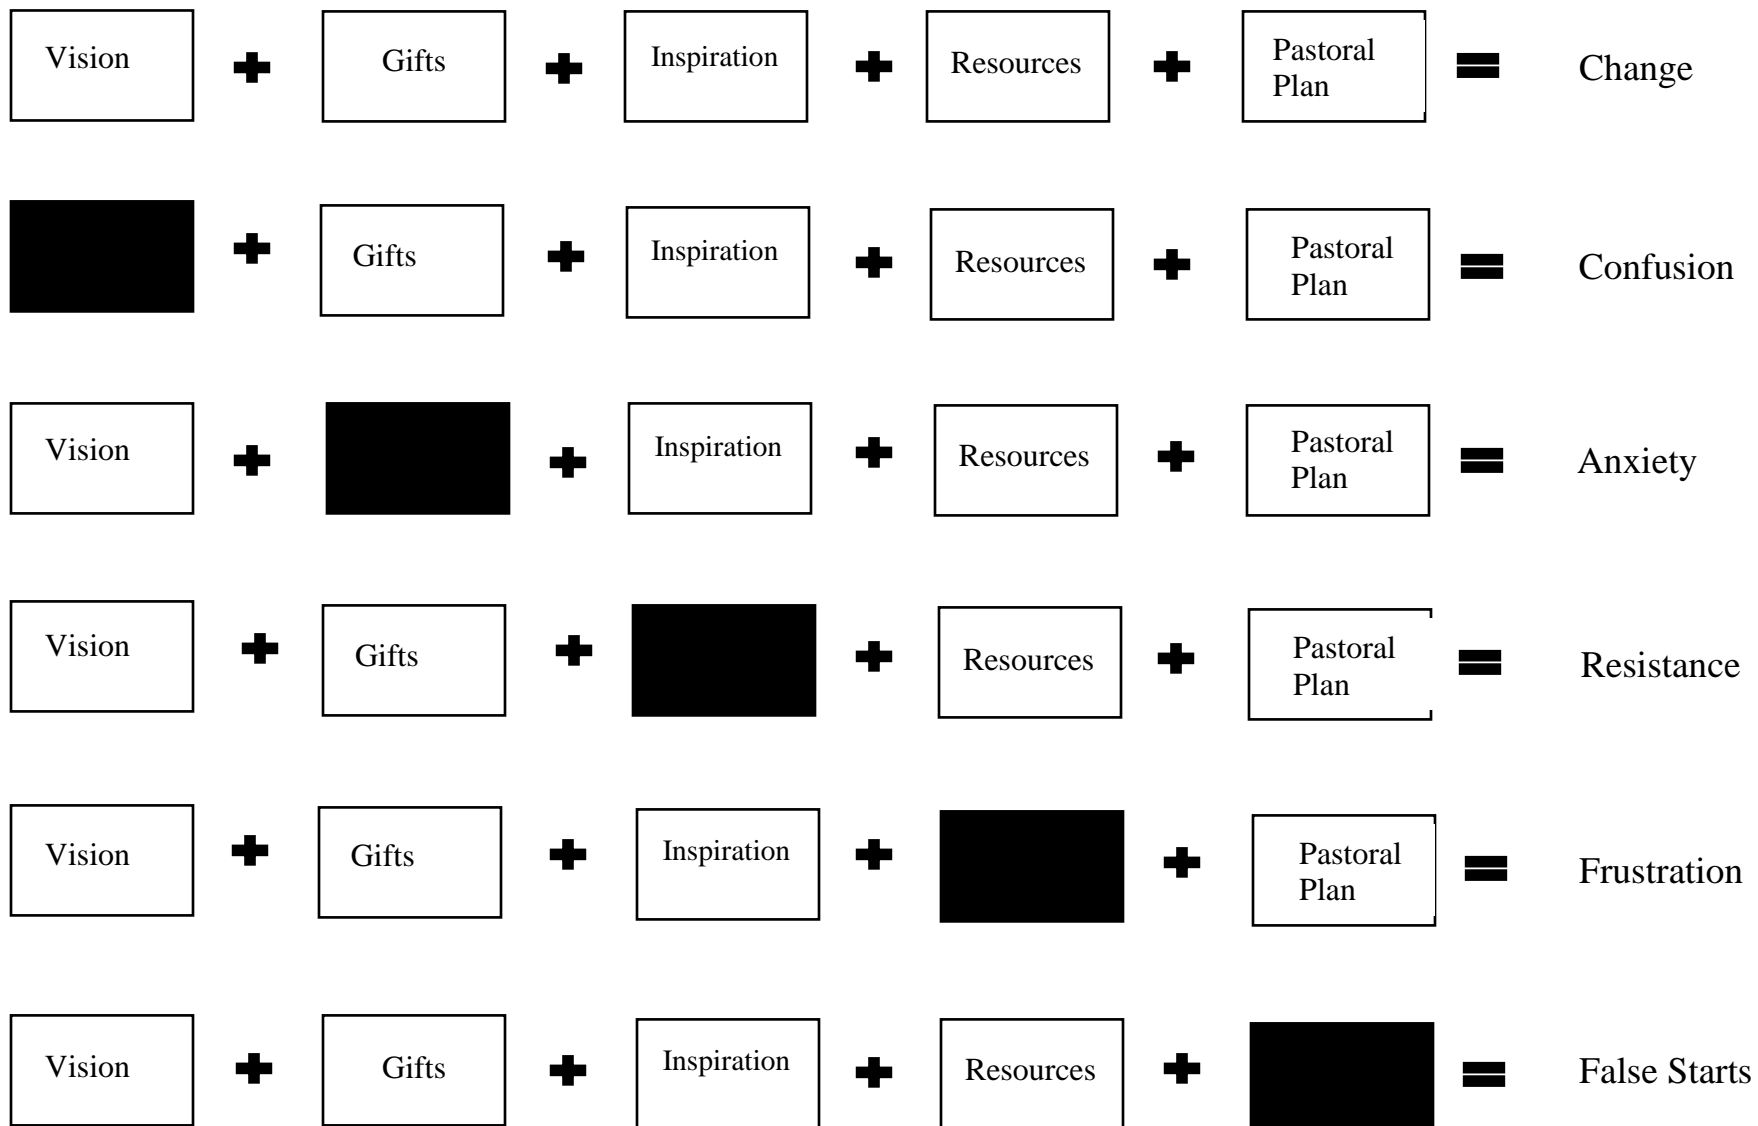 Vision Gifts Inspiration Resources Pastoral Plan Change
Gifts Inspiration Resources Pastoral Plan Confusion
Vision Inspiration Resources Pastoral Plan Anxiety
Vision Gifts Resources Pastoral Plan Resistance
Vision Gifts Inspiration Pastoral Plan Frustration
Vision Gifts Inspiration Resources False Starts